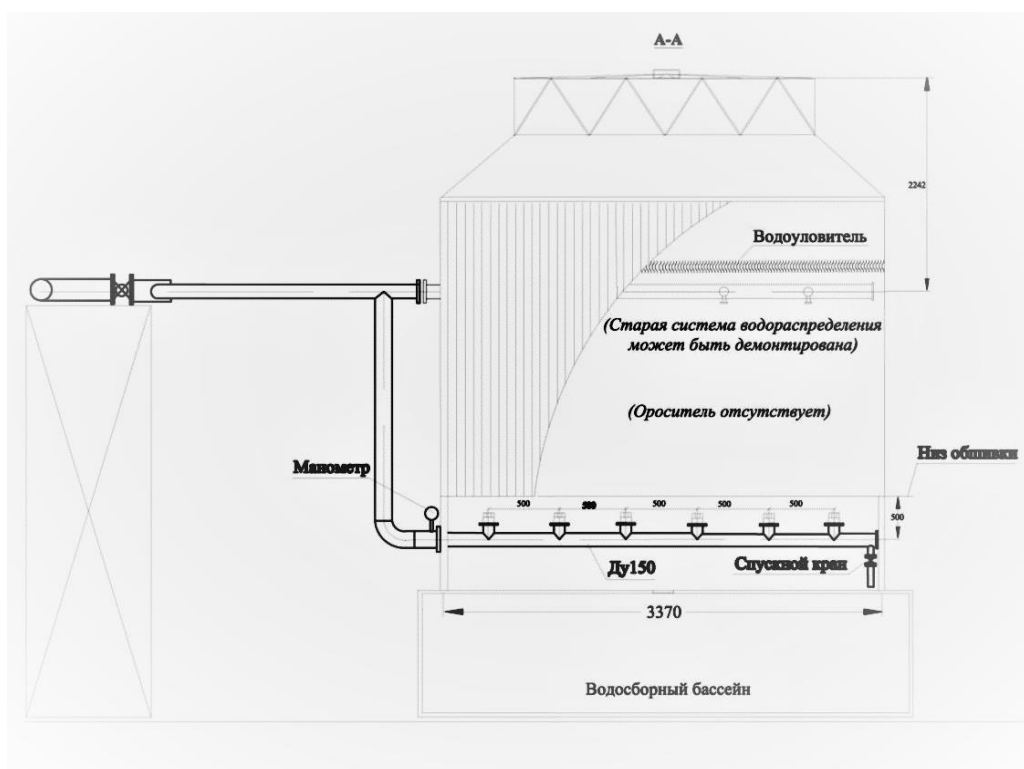 А-А
2242
Водоуловитель
(Старая система водораспределения
может быть демонтирована)
(Ороситель отсутствует)
Низ обшивки
Манометр
500
500
500
500
500
500
Ду150
Спускной кран
3370
Водосборный бассейн